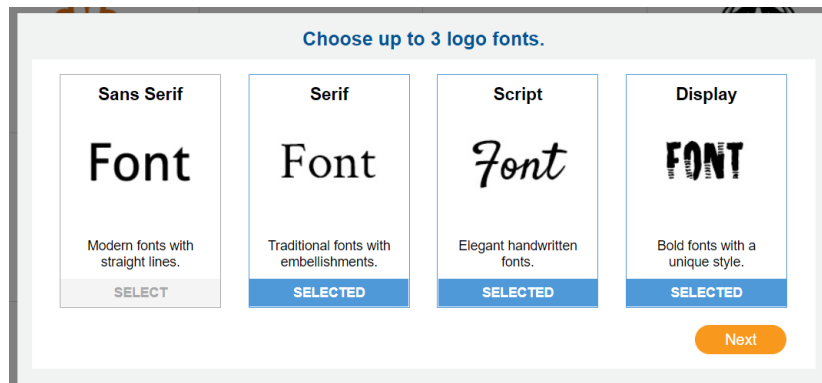 Choose up to 3 logo fonts.
Sans Serif
Font
Modern fonts with
straight lines.
SELECT
Serif
Font
Traditional fonts with
embellishments.
SELECTED
Script
Font
Elegant handwritten
fonts.
SELECTED
Display
FONT
Bold fonts with a
unique style.
SELECTED
Next